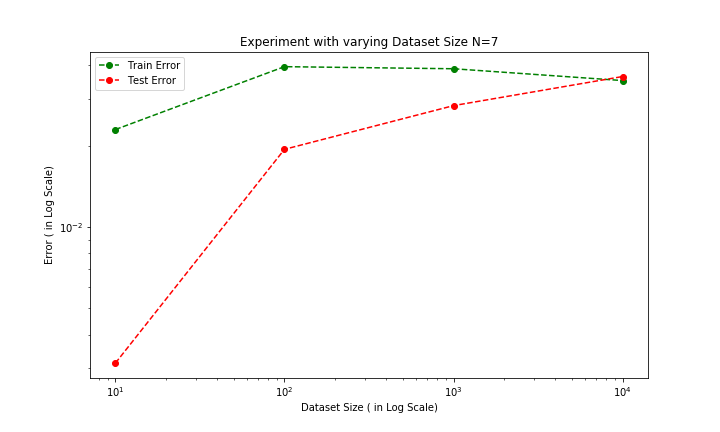 Experiment with varying Dataset Size N=7
Train Error
Test Error
Error ( in Log Scale)
10⁻²
10¹ 10² 10³ 10⁴
Dataset Size ( in Log Scale)